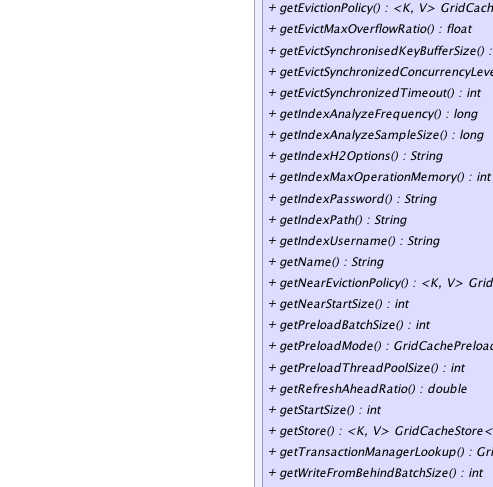 + getEvictionPolicy() : <K, V> GridCach
+ getEvictMaxOverflowRatio() : float
+ getEvictSynchronisedKeyBufferSize() :
+ getEvictSynchronizedConcurrencyLeve
+ getEvictSynchronizedTimeout() : int
+ getIndexAnalyzeFrequency() : long
+ getIndexAnalyzeSampleSize() : long
+ getIndexH2Options() : String
+ getIndexMaxOperationMemory() : int
+ getIndexPassword() : String
+ getIndexPath() : String
+ getIndexUsername() : String
+ getName() : String
+ getNearEvictionPolicy() : <K, V> Grid
+ getNearStartSize() : int
+ getPreloadBatchSize() : int
+ getPreloadMode() : GridCachePreload
+ getPreloadThreadPoolSize() : int
+ getRefreshAheadRatio() : double
+ getStartSize() : int
+ getStore() : <K, V> GridCacheStore<
+ getTransactionManagerLookup() : Gri
+ getWriteFromBehindBatchSize() : int